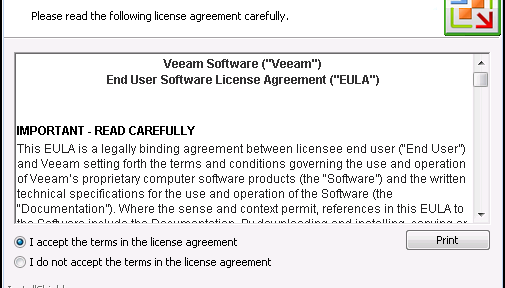 Please read the following license agreement carefully.
Veeam Software ("Veeam")
End User Software License Agreement ("EULA")
IMPORTANT - READ CAREFULLY
This EULA is a legally binding agreement between licensee end user ("End User")
and Veeam setting forth the terms and conditions governing the use and operation
of Veeam's proprietary computer software products (the "Software") and the written
technical specifications for the use and operation of the Software (the
"Documentation"). Where the sense and context permit, references in this EULA to
the Software include the Documentation. By downloading and installing, copying or
I accept the terms in the license agreement
Print
I do not accept the terms in the license agreement
InstallShield